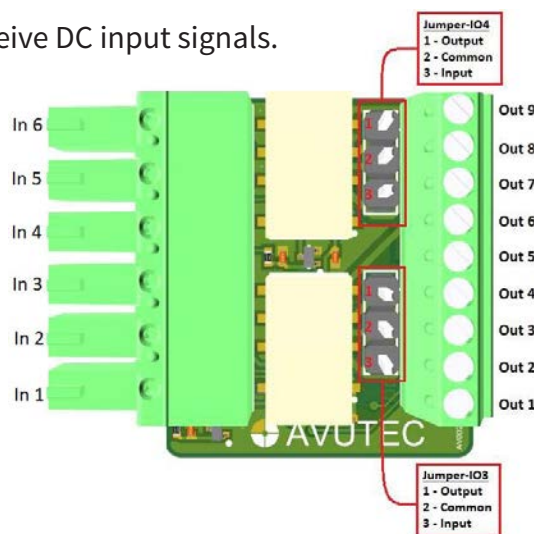 eive DC input signals.
Jumper-IO4
1 - Output
2 - Common
3 - Input
In 6
In 5
In 4
In 3
In 2
In 1
1
2
3
1
2
3
Out 9
Out 8
Out 7
Out 6
Out 5
Out 4
Out 3
Out 2
Out 1
AVUTEC
Jumper-IO3
1 - Output
2 - Common
3 - Input